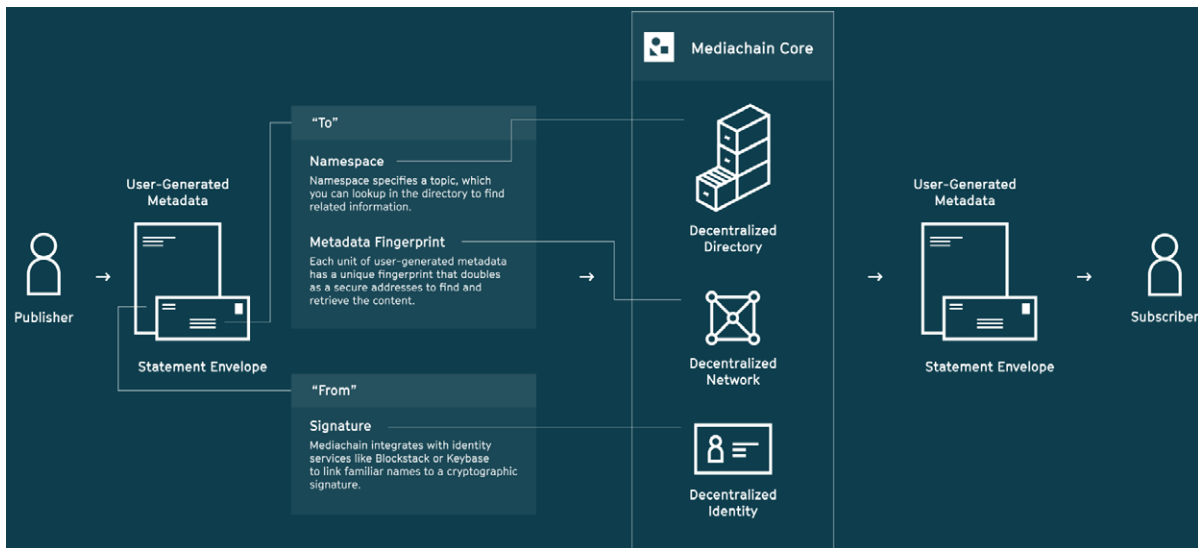 Mediachain Core
“To”
Namespace
Namespace specifies a topic, which
you can lookup in the directory to find
related information.
Metadata Fingerprint
Each unit of user-generated metadata
has a unique fingerprint that doubles
as a secure addresses to find and
retrieve the content.
User-Generated
Metadata
Publisher
Statement Envelope
“From”
Signature
Mediachain integrates with identity
services like Blockstack or Keybase
to link familiar names to a cryptographic
signature.
Decentralized
Directory
Decentralized
Network
Decentralized
Identity
User-Generated
Metadata
Statement Envelope
Subscriber